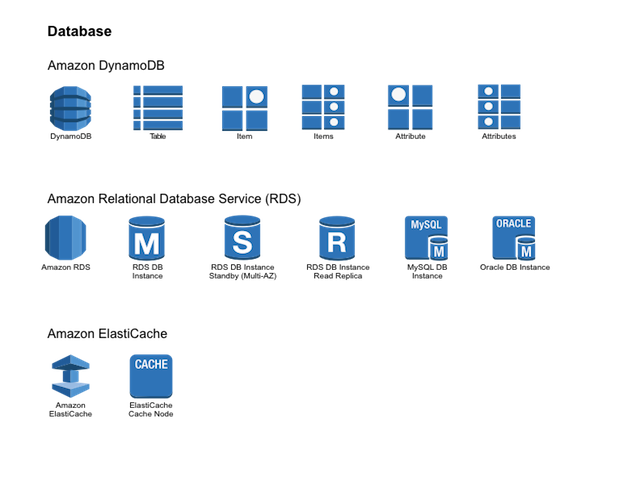 Database
Amazon DynamoDB
DynamoDB
Table
Item
Items
Attribute
Attributes
Amazon Relational Database Service (RDS)
M
S
R
MySQL
M
ORACLE
M
Amazon RDS
RDS DB
Instance
RDS DB Instance
Standby (Multi-AZ)
RDS DB Instance
Read Replica
MySQL DB
Instance
Oracle DB Instance
Amazon ElastiCache
CACHE
Amazon
ElastiCache
ElastiCache
Cache Node